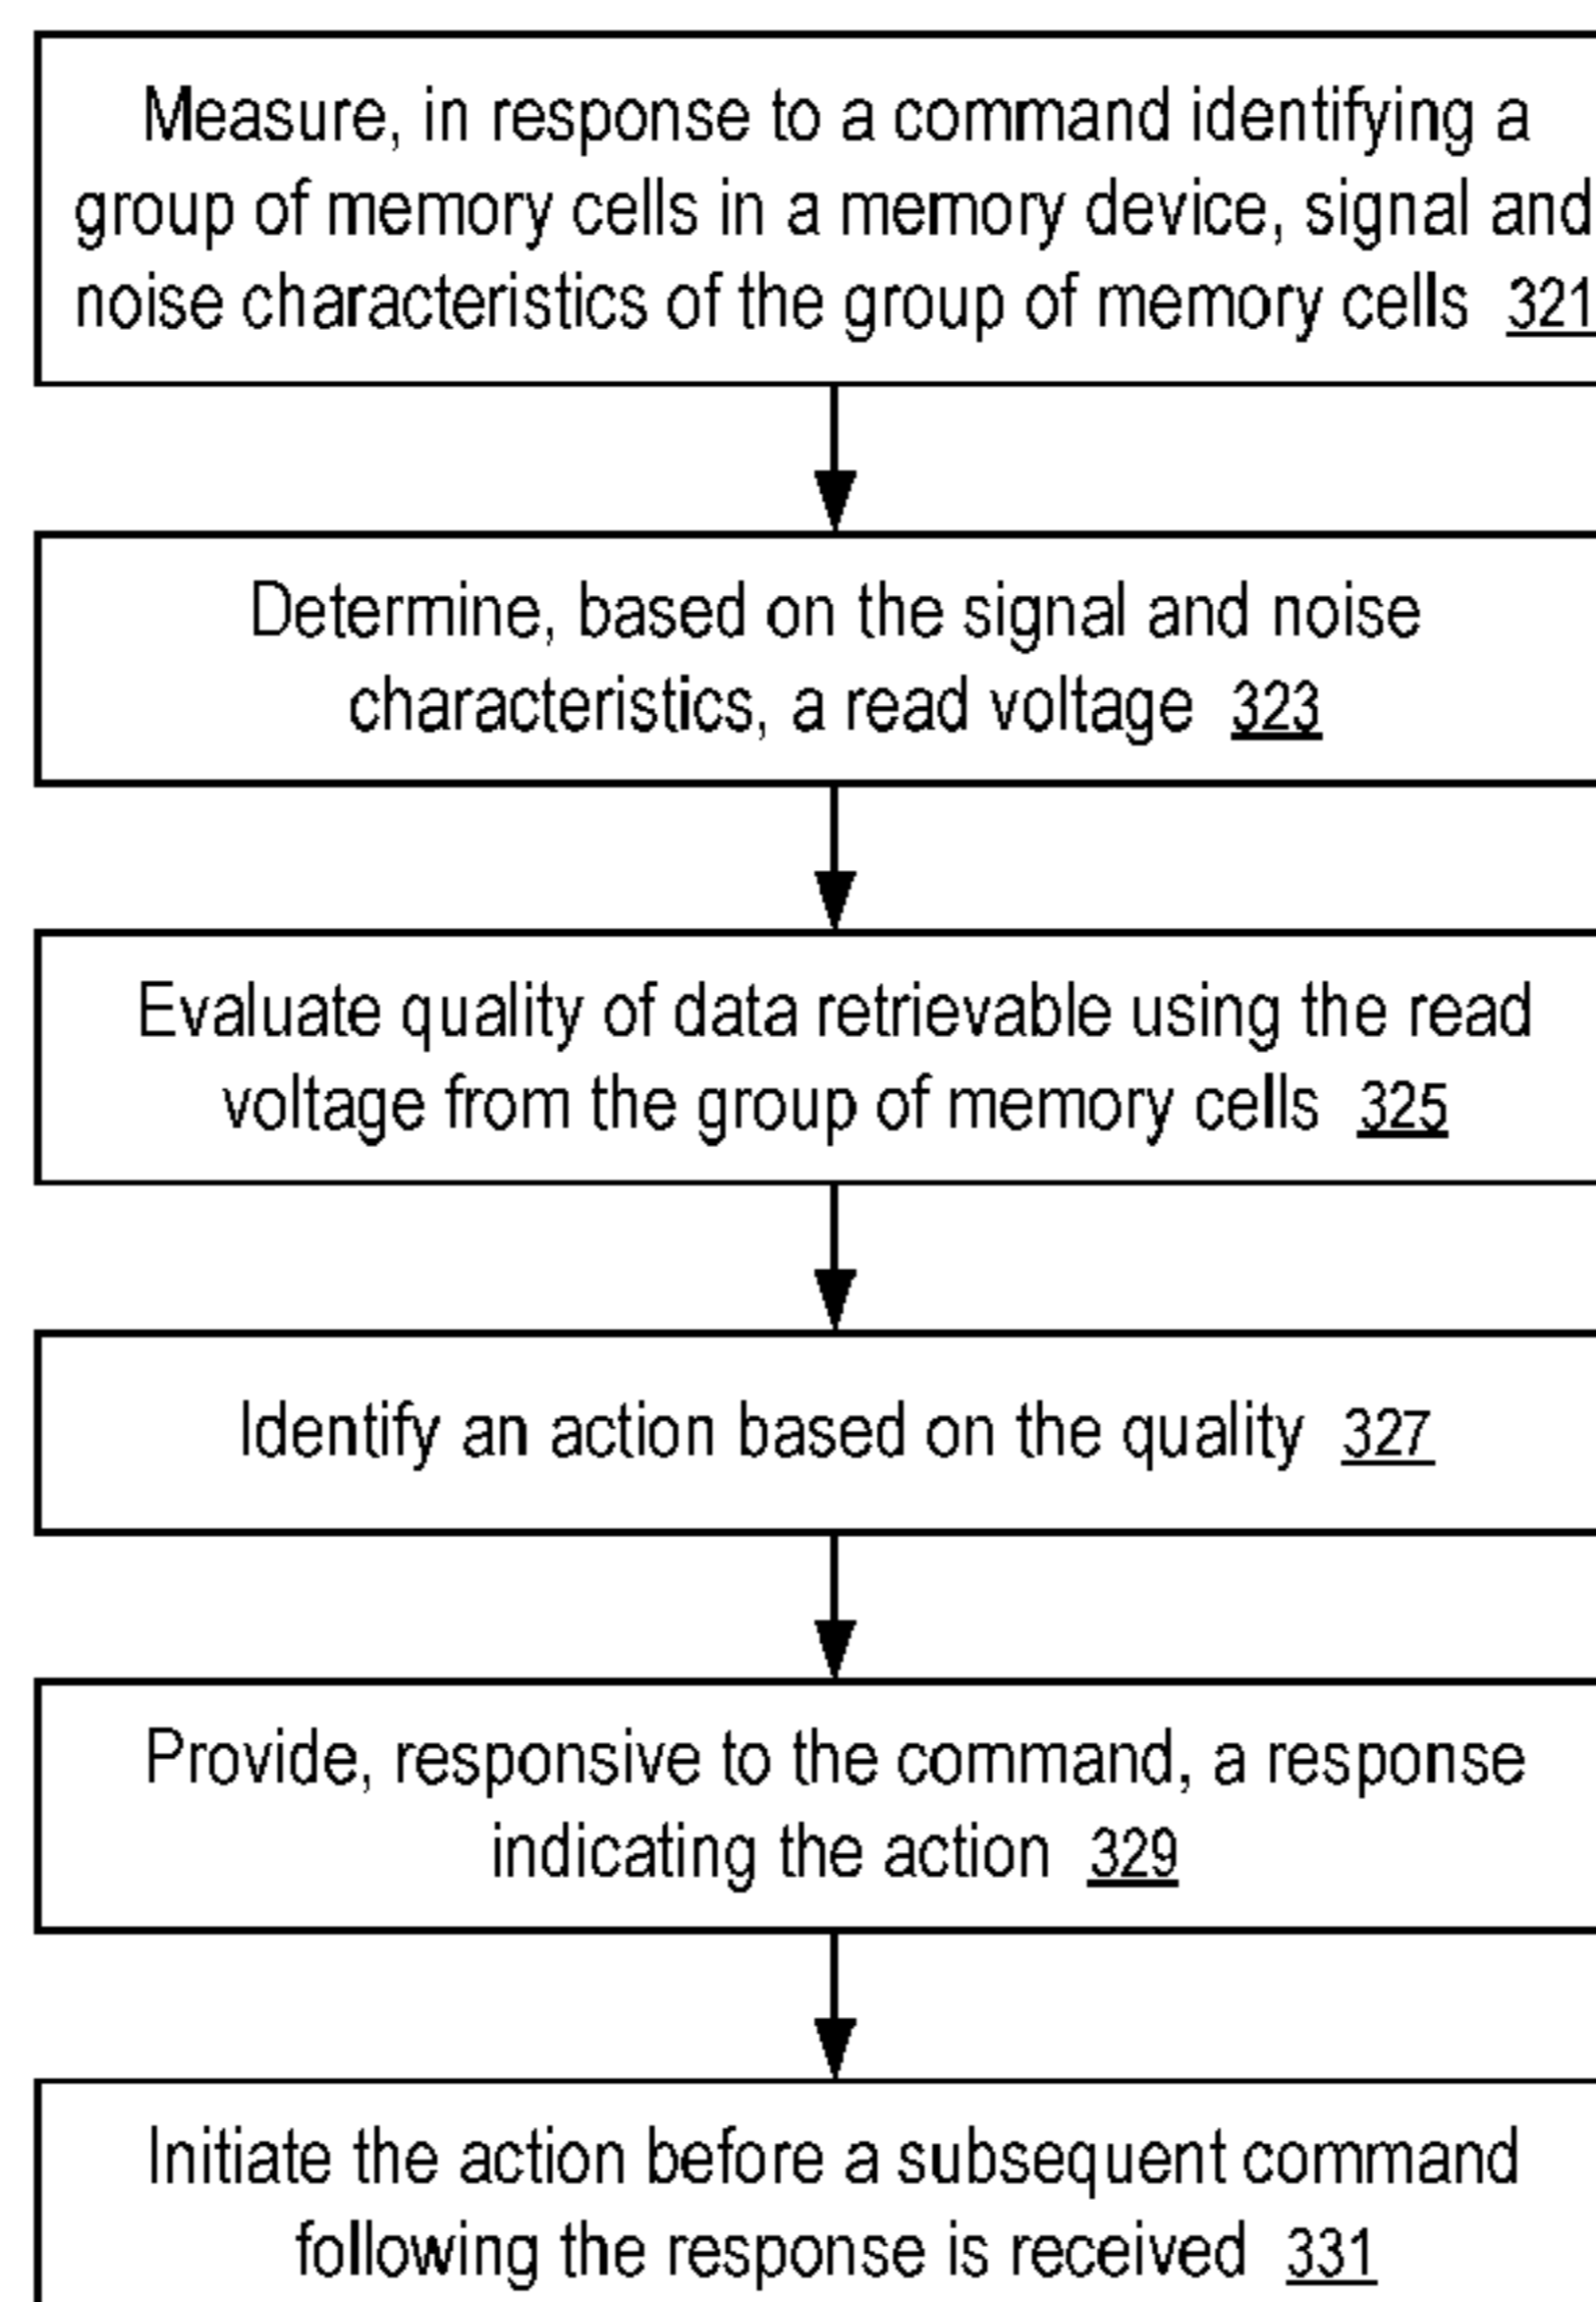 Measure, in response to a command identifying a
group of memory cells in a memory device, signal and
noise characteristics of the group of memory cells 321
Determine, based on the signal and noise
characteristics, a read voltage 323
Evaluate quality of data retrievable using the read
voltage from the group of memory cells 325
Identify an action based on the quality 327
Provide, responsive to the command, a response
indicating the action 329
Initiate the action before a subsequent command
following the response is received 331